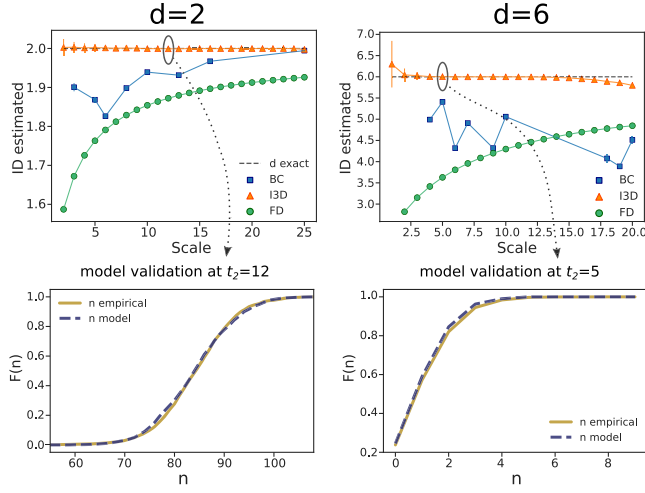 d=2
d=6
ID estimated
2.0
1.9
1.8
1.7
1.6
d exact
BC
I3D
FD
5
10
15
20
25
Scale
ID estimated
6.0
5.5
5.0
4.5
4.0
3.5
3.0
BC
I3D
FD
2.5
5.0
7.5
10.0
12.5
15.0
17.5
20.0
Scale
model validation at t2=12
F(n)
1.0
0.8
0.6
0.4
0.2
0.0
n empirical
n model
60
70
80
90
100
n
model validation at t2=5
F(n)
1.0
0.8
0.6
0.4
0.2
n empirical
n model
0
2
4
6
8
n